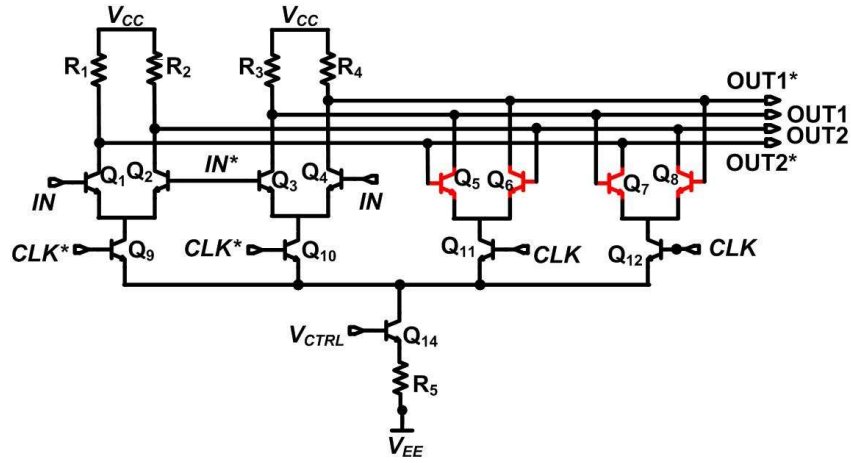 VCC
VCC
R1
R2
R3
R4
OUT1*
OUT1
OUT2
OUT2*
IN
Q1
Q2
IN*
Q3
Q4
IN
Q5
Q6
Q7
Q8
CLK*
Q9
CLK*
Q10
Q11
CLK
Q12
CLK
VCTRL
Q14
R5
VEE